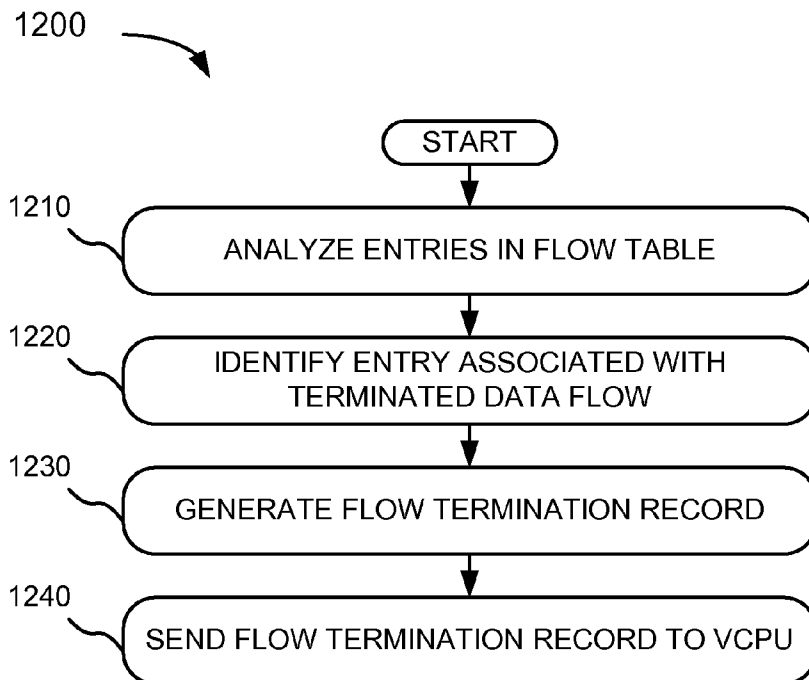 1200
START
1210
ANALYZE ENTRIES IN FLOW TABLE
1220
IDENTIFY ENTRY ASSOCIATED WITH
TERMINATED DATA FLOW
1230
GENERATE FLOW TERMINATION RECORD
1240
SEND FLOW TERMINATION RECORD TO VCPU